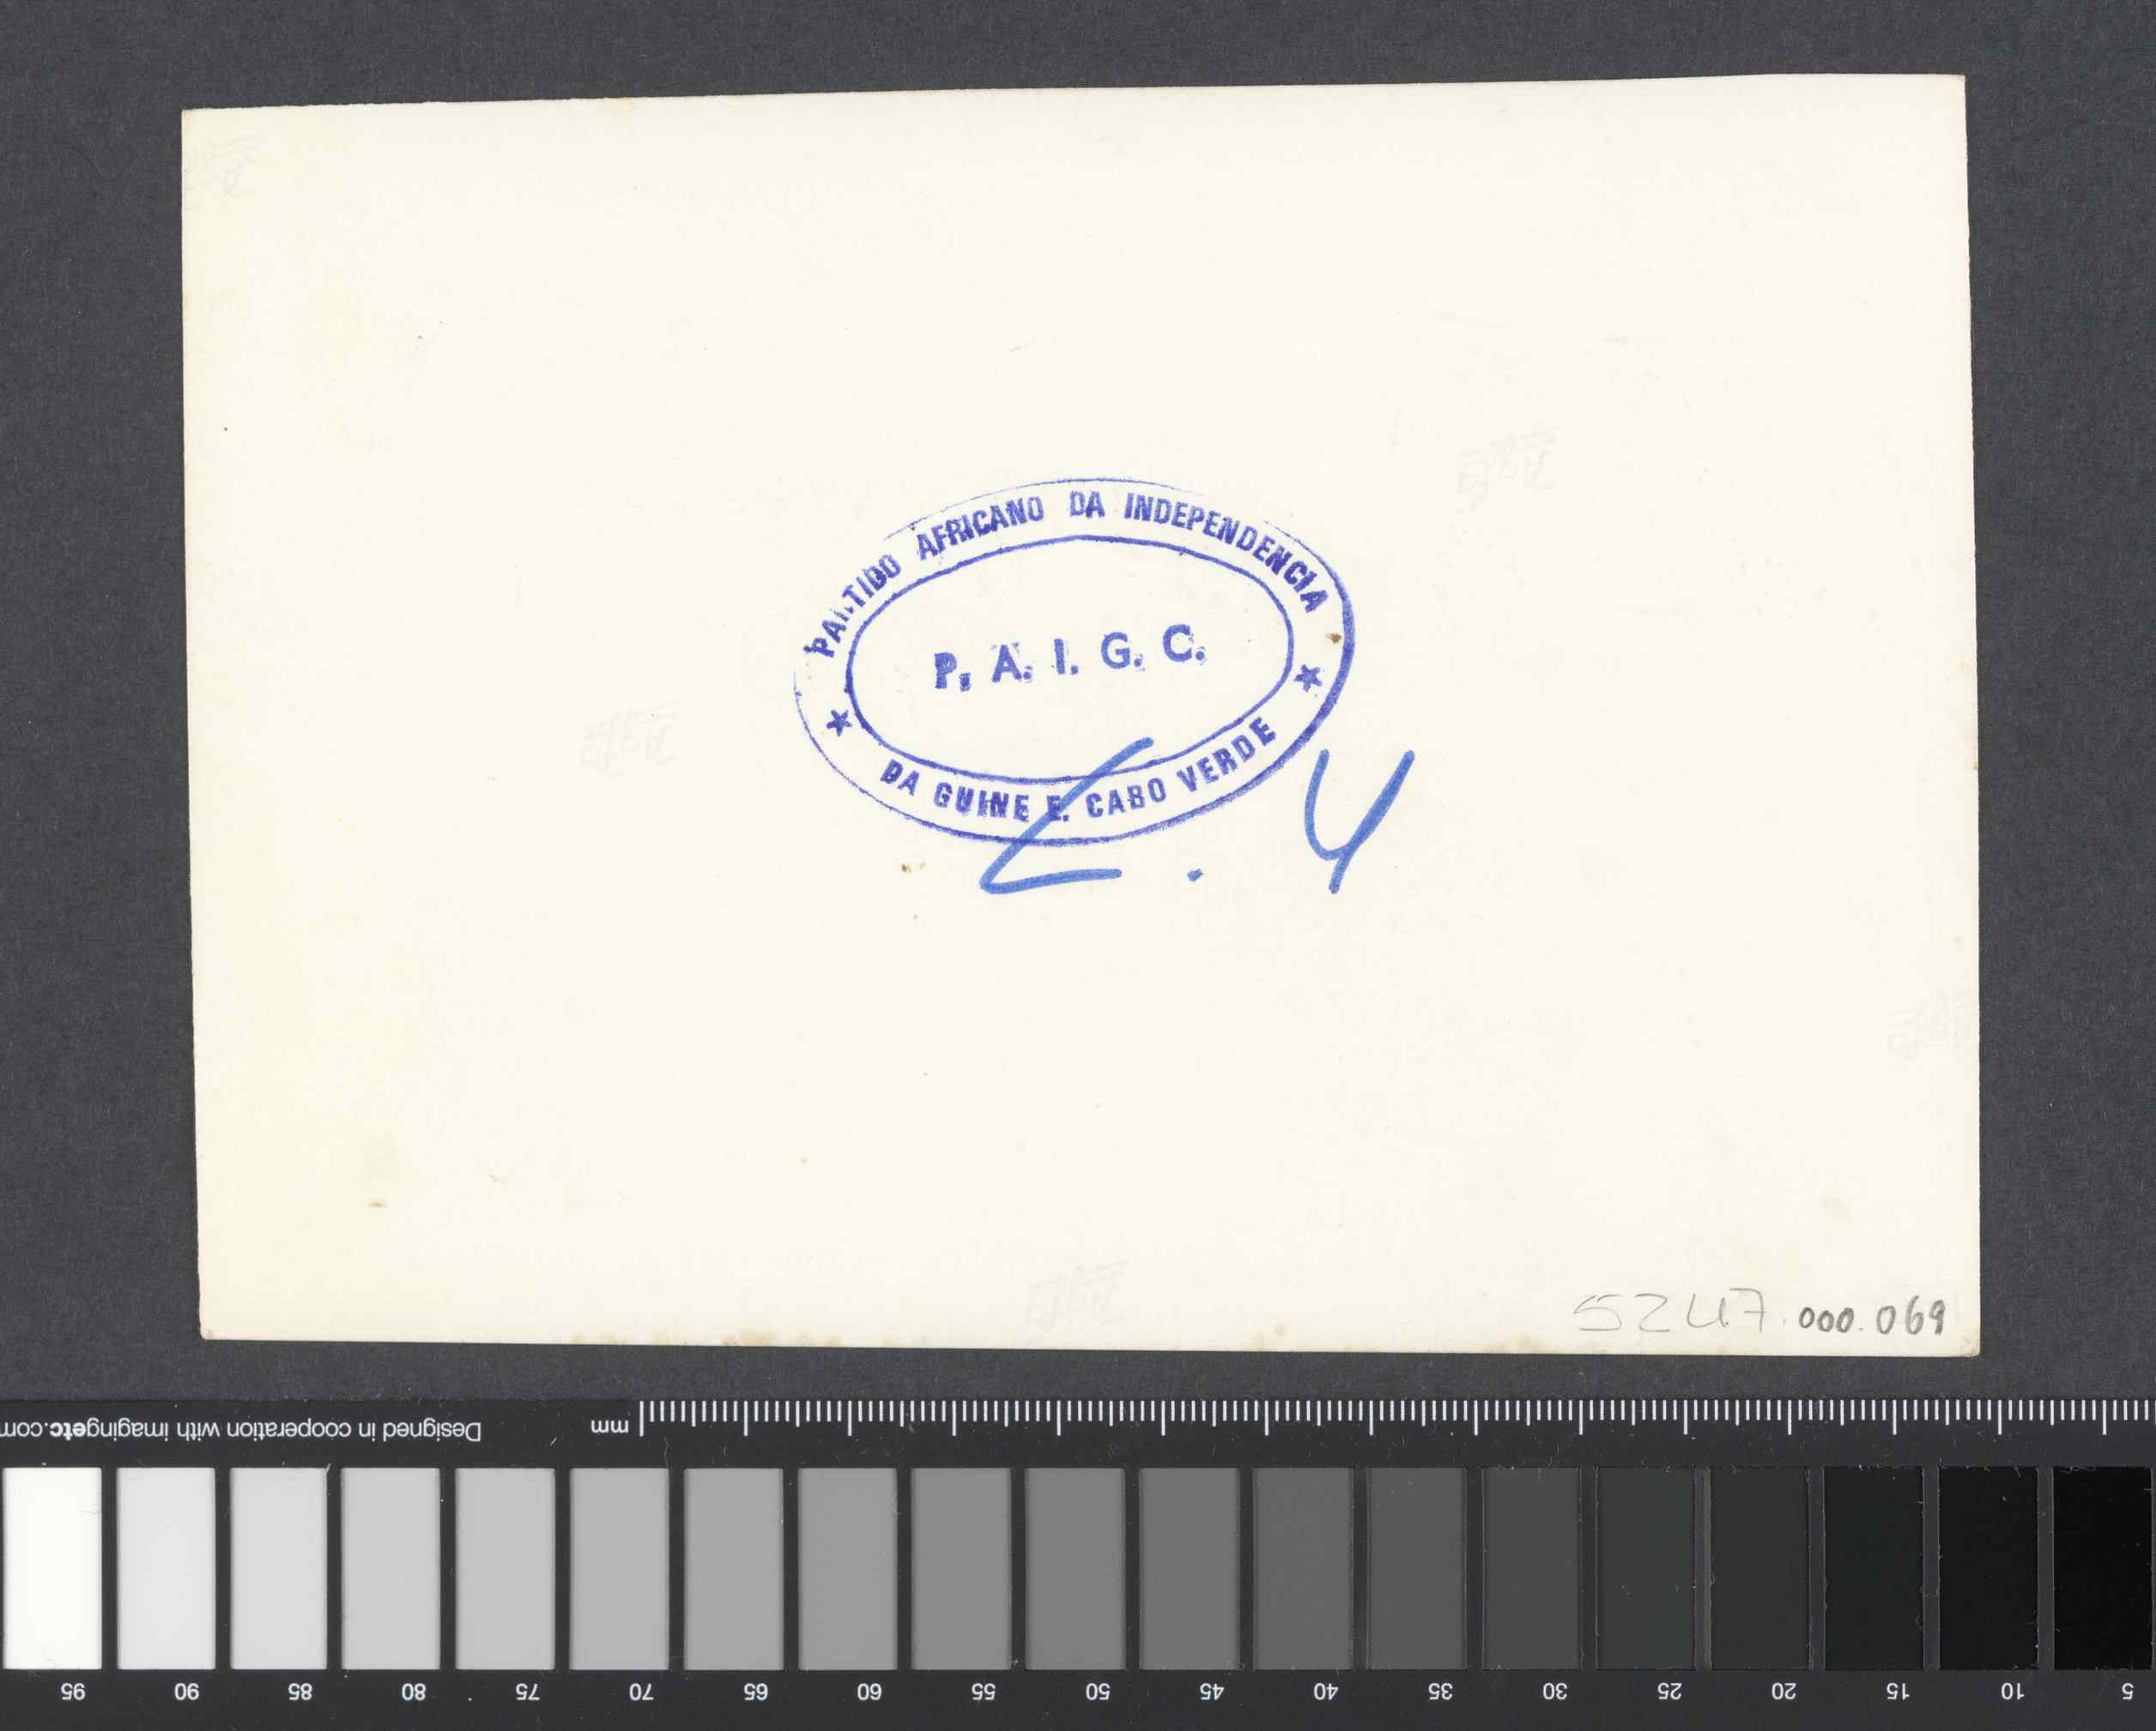 PARTIDO AFRICANO DA INDEPENDENCIA
P. A. I. G. C.
DA GUINE E. CABO VERDE
L. 4
5247.000.069
mm
Designed in cooperation with imagingetc.com
95 90 85 80 75 70 65 60 55 50 45 40 35 30 25 20 15 10 5